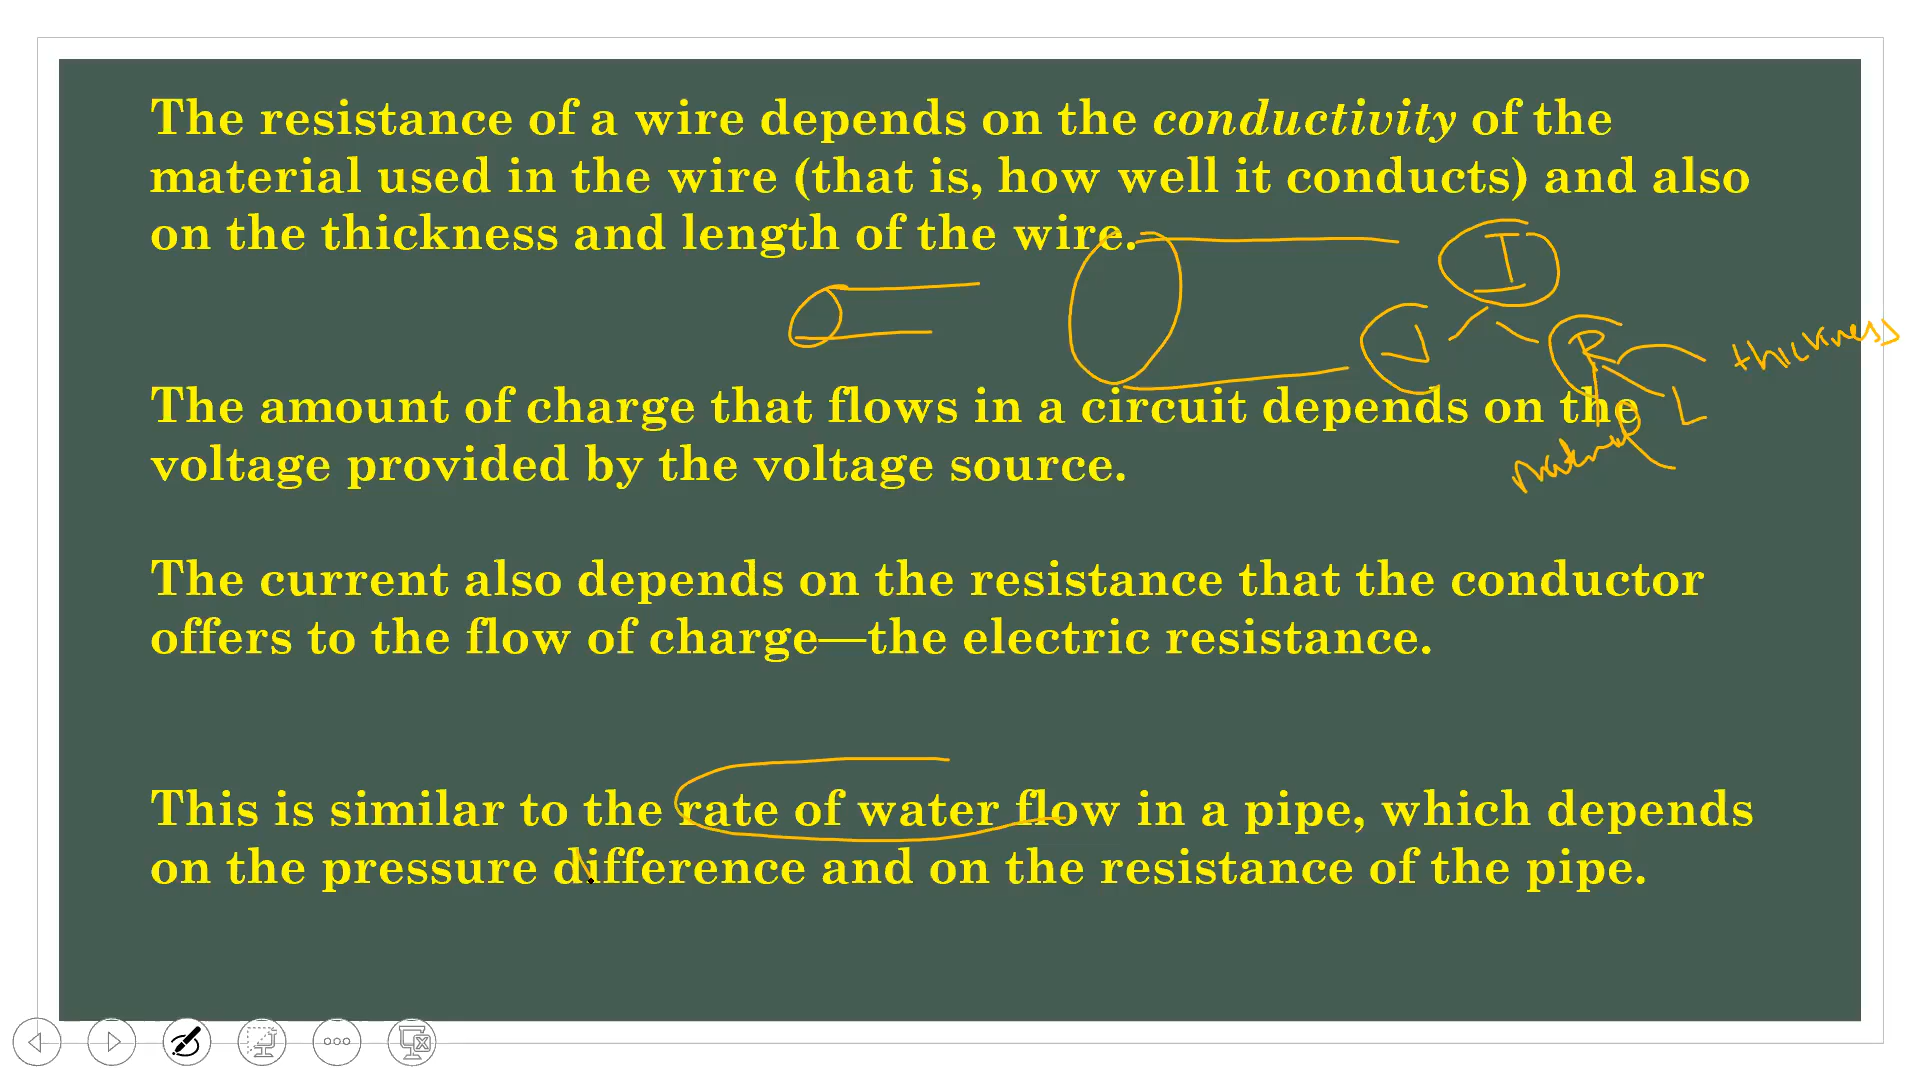 The resistance of a wire depends on the conductivity of the
material used in the wire (that is, how well it conducts) and also
on the thickness and length of the wire.
I
V
R
thickness
L
material
The amount of charge that flows in a circuit depends on the
voltage provided by the voltage source.
The current also depends on the resistance that the conductor
offers to the flow of charge—the electric resistance.
This is similar to the rate of water flow in a pipe, which depends
on the pressure difference and on the resistance of the pipe.